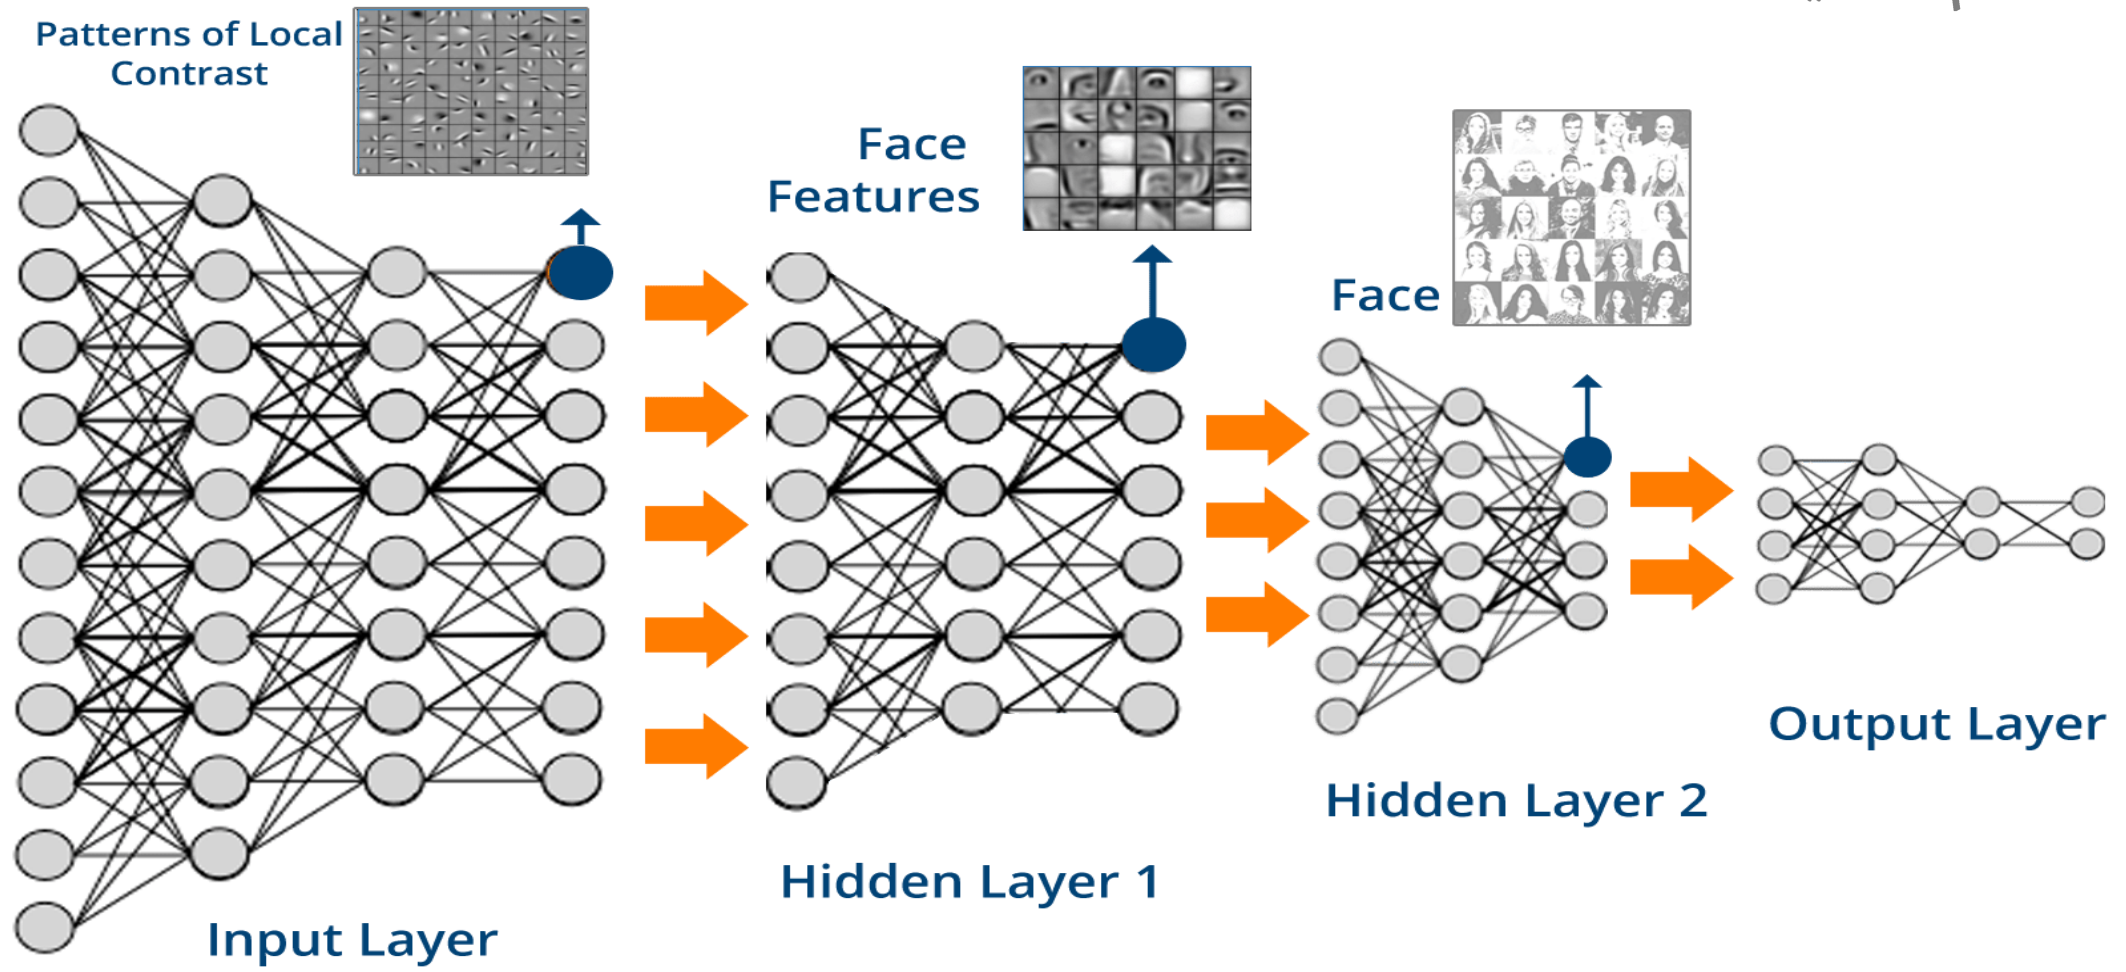 Patterns of Local
Contrast
Face
Features
Face
Output Layer
Hidden Layer 2
Hidden Layer 1
Input Layer